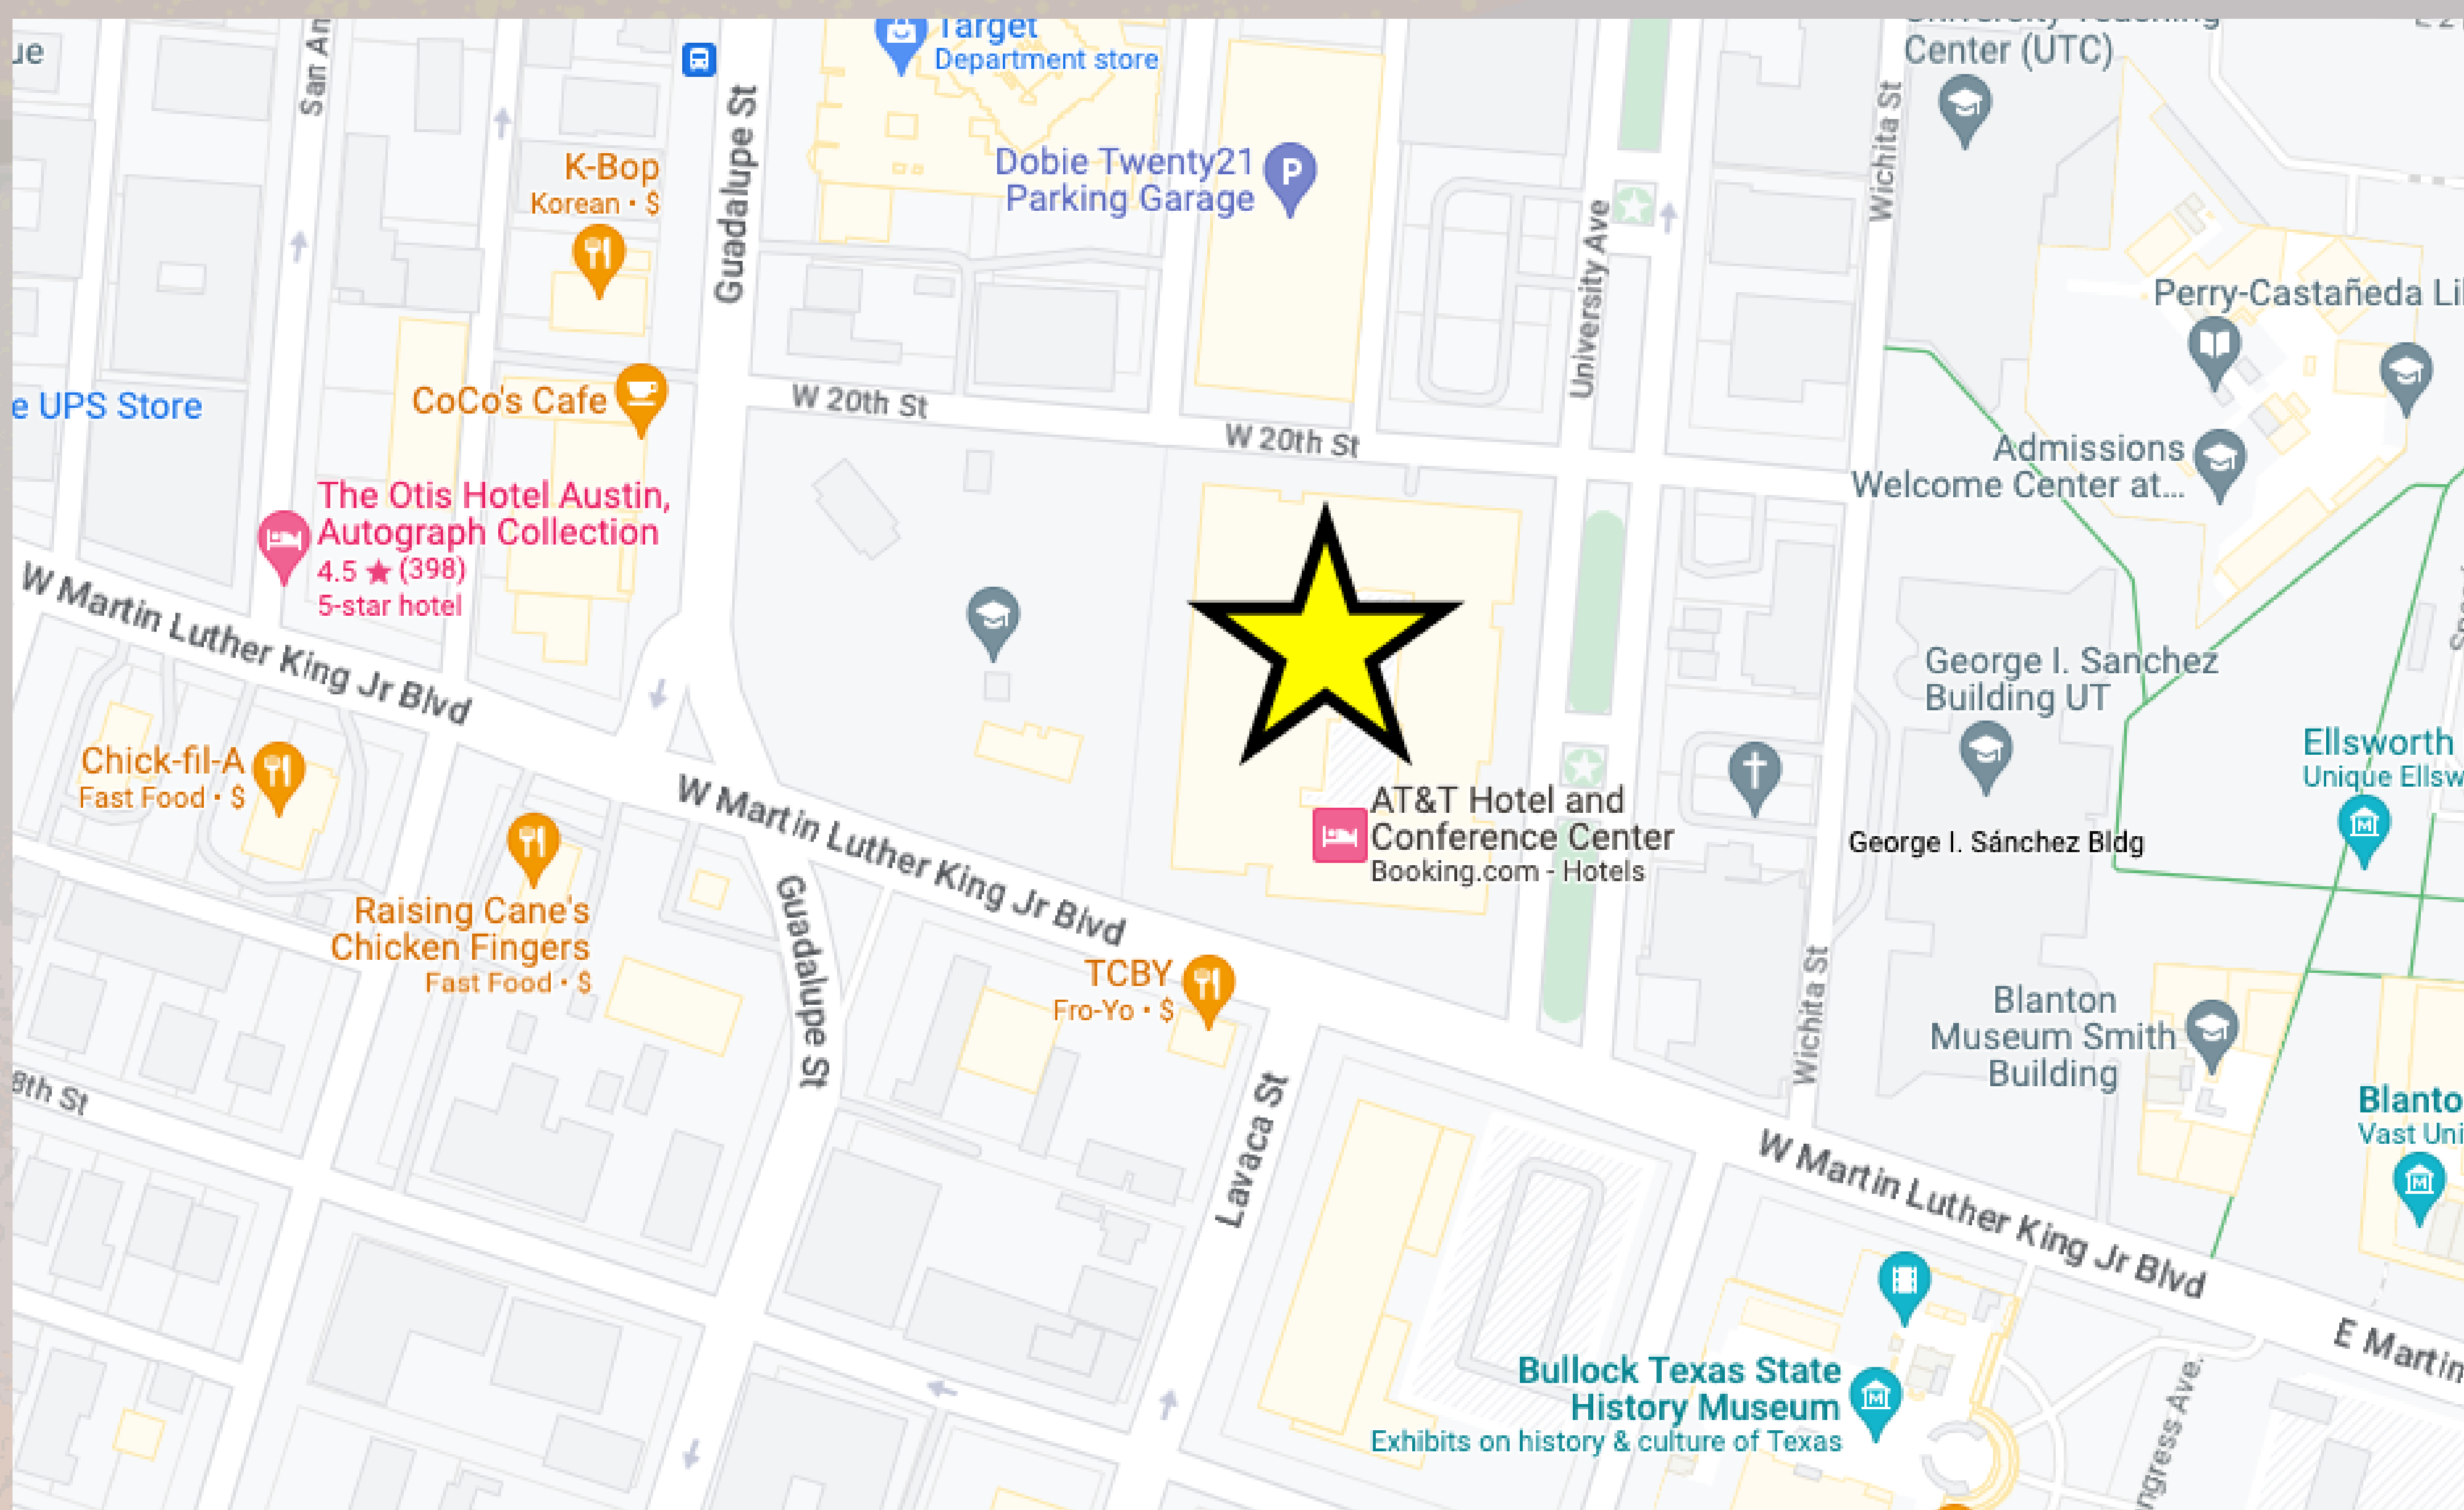 Target
Department store
Center (UTC)
San An
Guadalupe St
Wichita St
K-Bop
Korean • $
Dobie Twenty21
Parking Garage
P
University Ave
Perry-Castañeda Li
CoCo's Cafe
e UPS Store
W 20th St
W 20th St
Admissions
Welcome Center at...
The Otis Hotel Austin,
Autograph Collection
4.5 ★ (398)
5-star hotel
W Martin Luther King Jr Blvd
George I. Sanchez
Building UT
Ellsworth
Unique Ellsw
Chick-fil-A
Fast Food • $
W Martin Luther King Jr Blvd
AT&T Hotel and
Conference Center
Booking.com - Hotels
George I. Sánchez Bldg
Raising Cane's
Chicken Fingers
Fast Food • $
Guadalupe St
TCBY
Fro-Yo • $
Wichita St
Blanton
Museum Smith
Building
8th St
Lavaca St
Blanto
Vast Uni
W Martin Luther King Jr Blvd
E Martin
Bullock Texas State
History Museum
Exhibits on history & culture of Texas
ngress Ave.